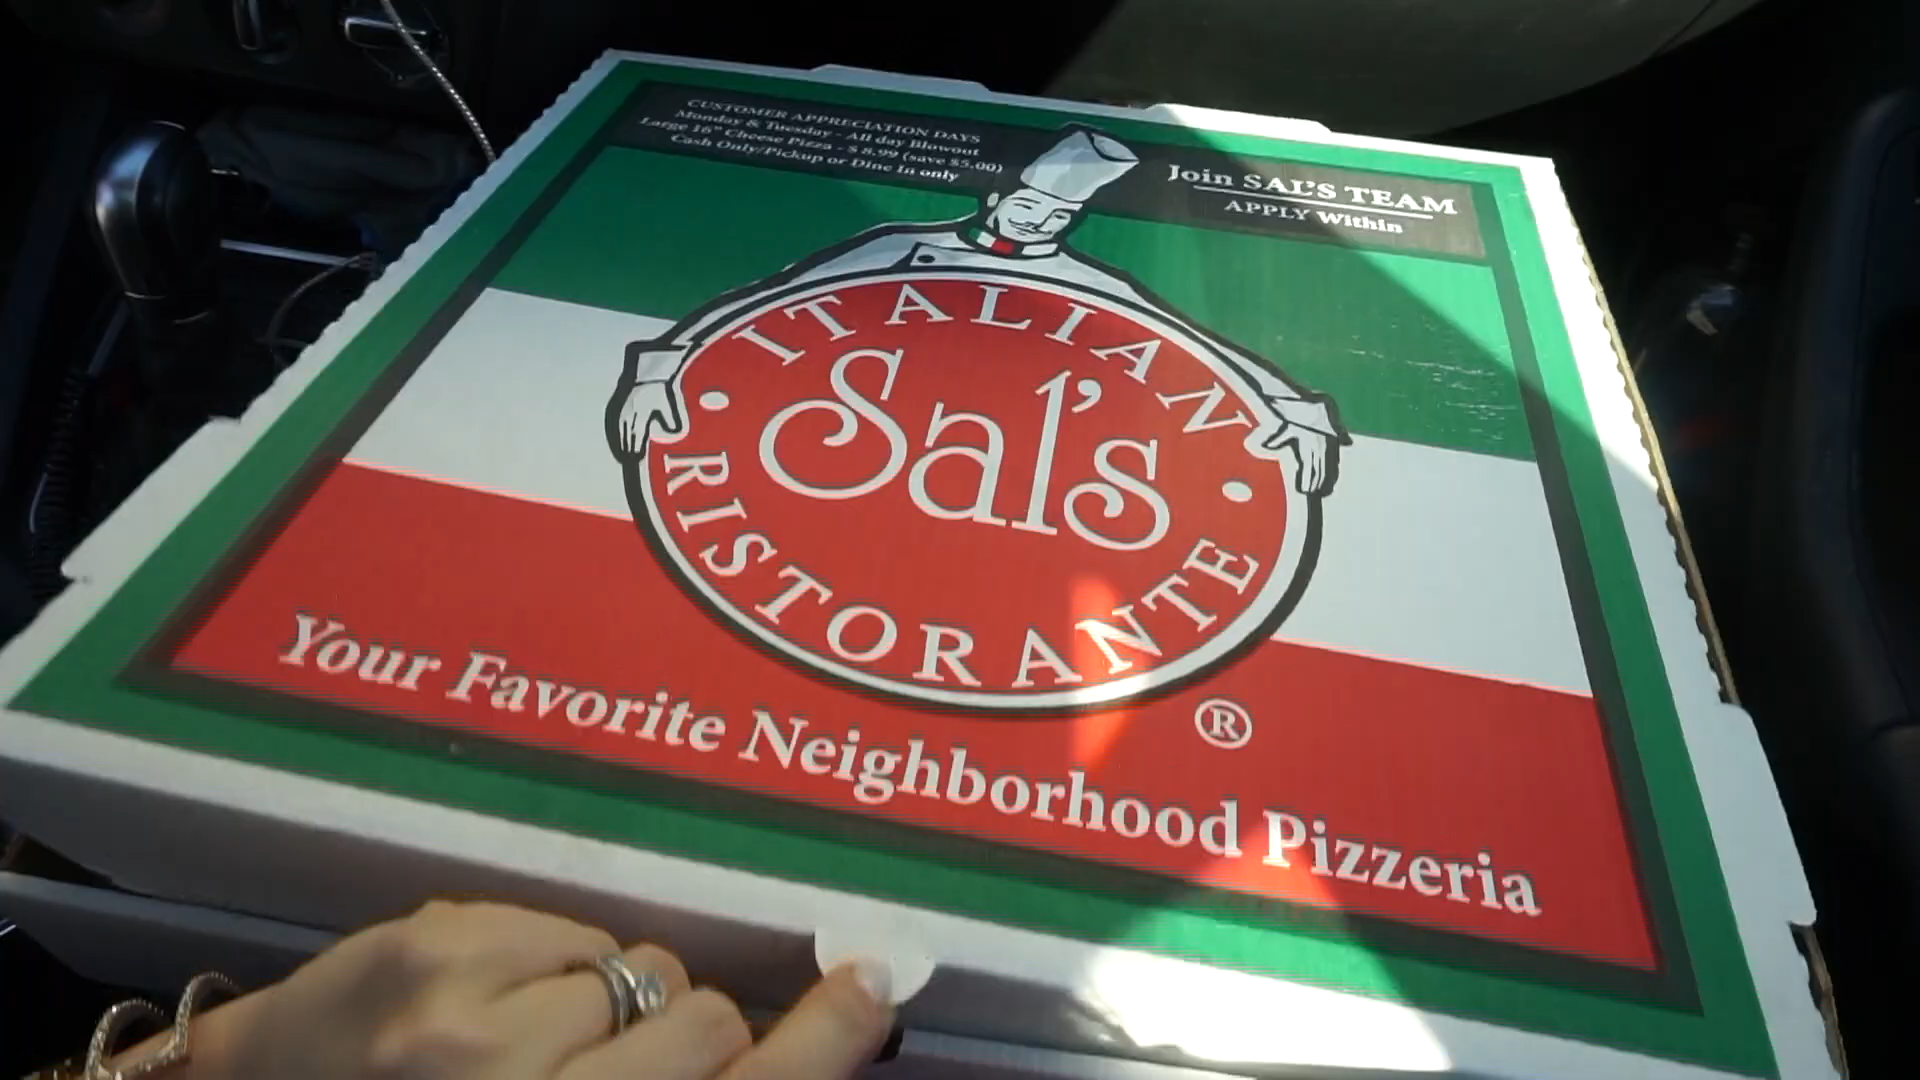 CUSTOMER APPRECIATION DAYS
Monday & Tuesday - All day Blowout
Large 16" Cheese Pizza - $ 8.99 (save $5.00)
Cash Only/Pickup or Dine In only
Join SAL'S TEAM
APPLY Within
ITALIAN
Sal's
RISTORANTE
®
Your Favorite Neighborhood Pizzeria